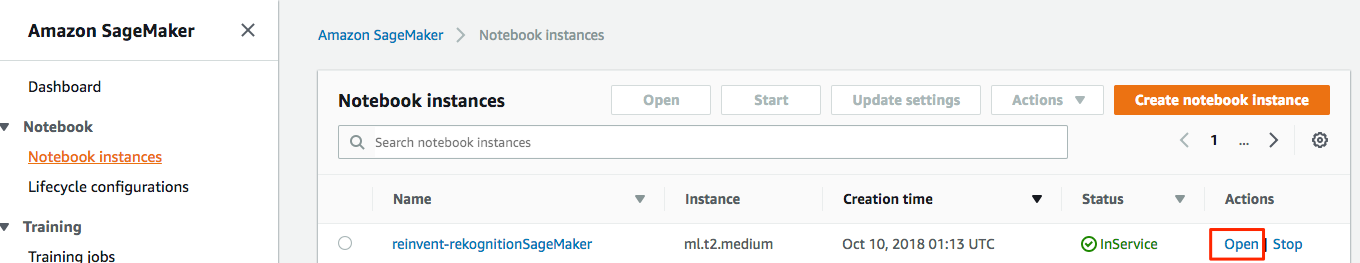 Amazon SageMaker
Dashboard
Notebook
Notebook instances
Lifecycle configurations
Training
Training jobs
Amazon SageMaker > Notebook instances
Notebook instances Open Start Update settings Actions Create notebook instance
Search notebook instances
1 ...
Name Instance Creation time Status Actions
reinvent-rekognitionSageMaker ml.t2.medium Oct 10, 2018 01:13 UTC InService Open | Stop